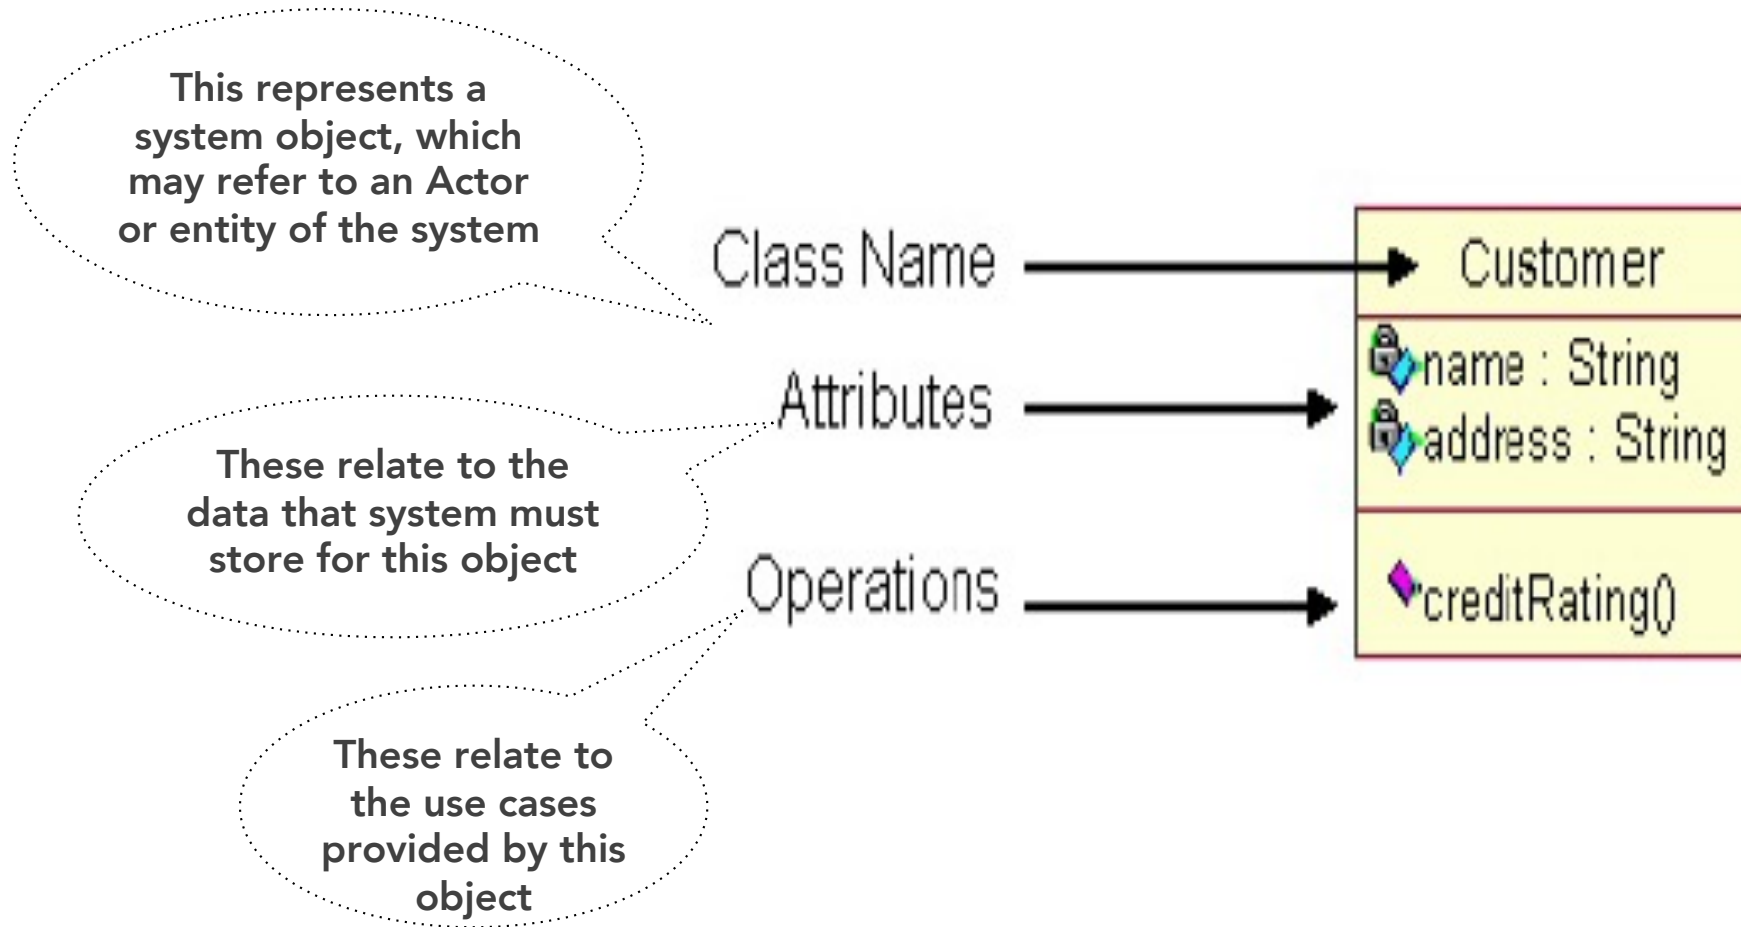 This represents a
system object, which
may refer to an Actor
or entity of the system
Class Name
Customer
These relate to the
data that system must
store for this object
Attributes
name : String
address : String
These relate to
the use cases
provided by this
object
Operations
creditRating()